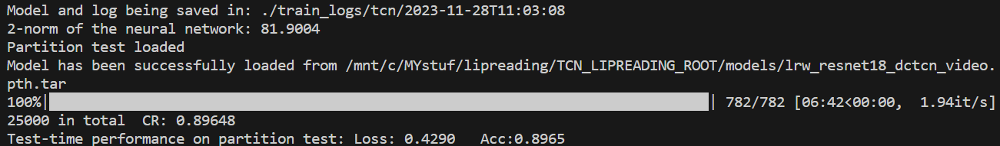 Model and log being saved in: ./train_logs/tcn/2023-11-28T11:03:08
2-norm of the neural network: 81.9004
Partition test loaded
Model has been successfully loaded from /mnt/c/MYstuf/lipreading/TCN_LIPREADING_ROOT/models/lrw_resnet18_dctcn_video.
pth.tar
100%|| 782/782 [06:42<00:00,  1.94it/s]
25000 in total  CR: 0.89648
Test-time performance on partition test: Loss: 0.4290   Acc:0.8965